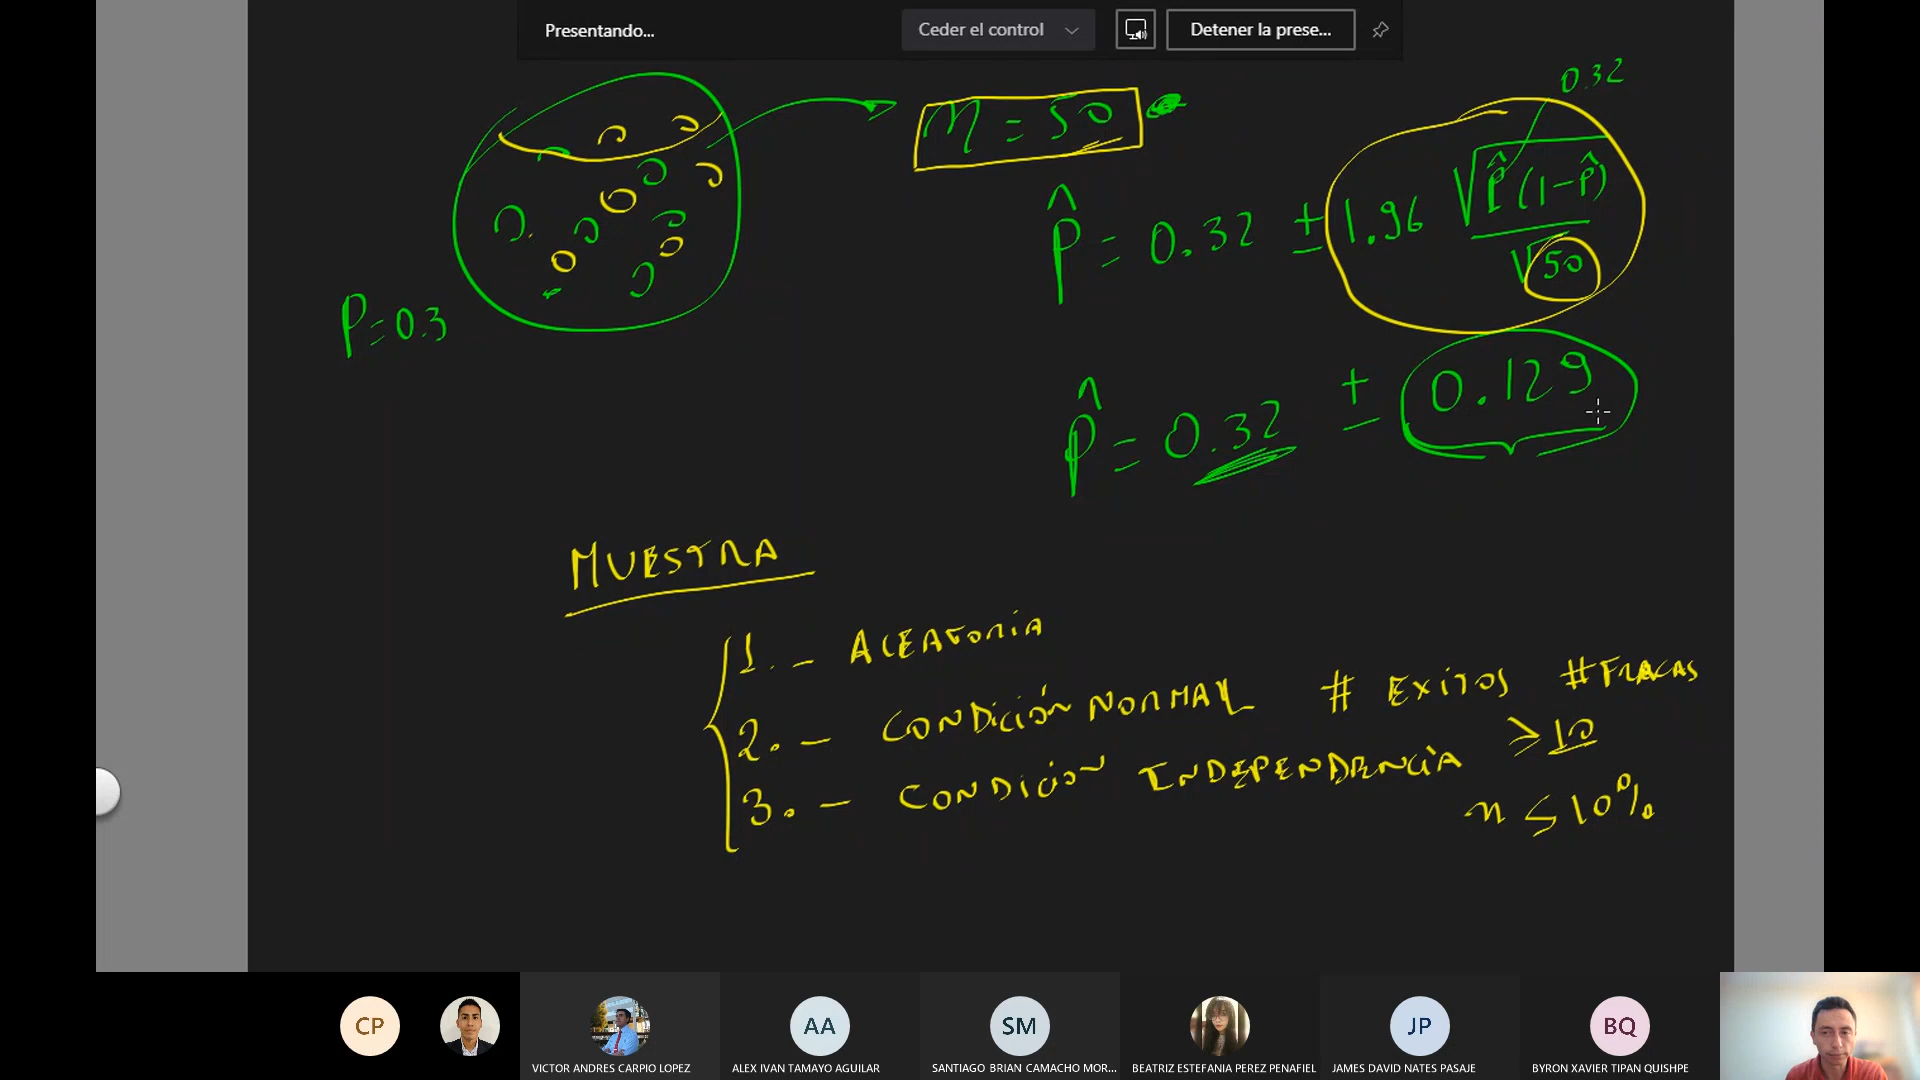 Presentando...
Ceder el control
Detener la prese...
0.32
n = 50
p̂ = 0.32 ± 1.96 √p̂(1-p̂) / √50
P=0.3
p̂ = 0.32 ± 0.129
MUESTRA
1.- ALEATORIA
2.- CONDICIÓN NORMAL # EXITOS #FRACAS
≥10
3.- CONDICIÓN INDEPENDENCIA
n ≤ 10%
CP
AA
SM
JP
BQ
VICTOR ANDRES CARPIO LOPEZ
ALEX IVAN TAMAYO AGUILAR
SANTIAGO BRIAN CAMACHO MOR...
BEATRIZ ESTEFANIA PEREZ PENAFIEL
JAMES DAVID NATES PASAJE
BYRON XAVIER TIPAN QUISHPE